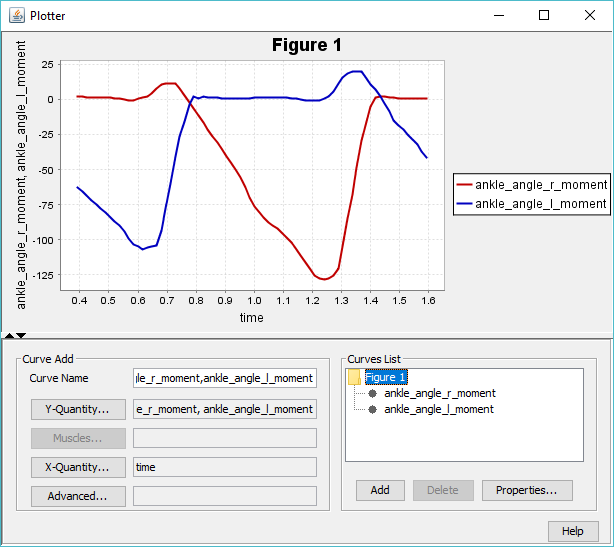 Plotter
Figure 1
ankle_angle_r_moment, ankle_angle_l_moment
25
0
-25
-50
-75
-100
-125
0.4 0.5 0.6 0.7 0.8 0.9 1.0 1.1 1.2 1.3 1.4 1.5 1.6
time
ankle_angle_r_moment
ankle_angle_l_moment
Curve Add
Curve Name
le_r_moment,ankle_angle_l_moment
Y-Quantity...
e_r_moment, ankle_angle_l_moment
Muscles...
X-Quantity...
time
Advanced...
Curves List
Figure 1
ankle_angle_r_moment
ankle_angle_l_moment
Add
Delete
Properties...
Help